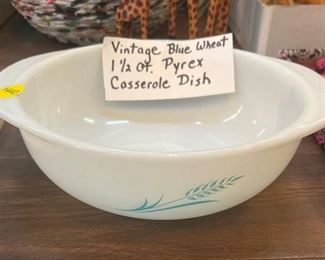 Vintage Blue Wheat
1 1/2 Qt. Pyrex
Casserole Dish